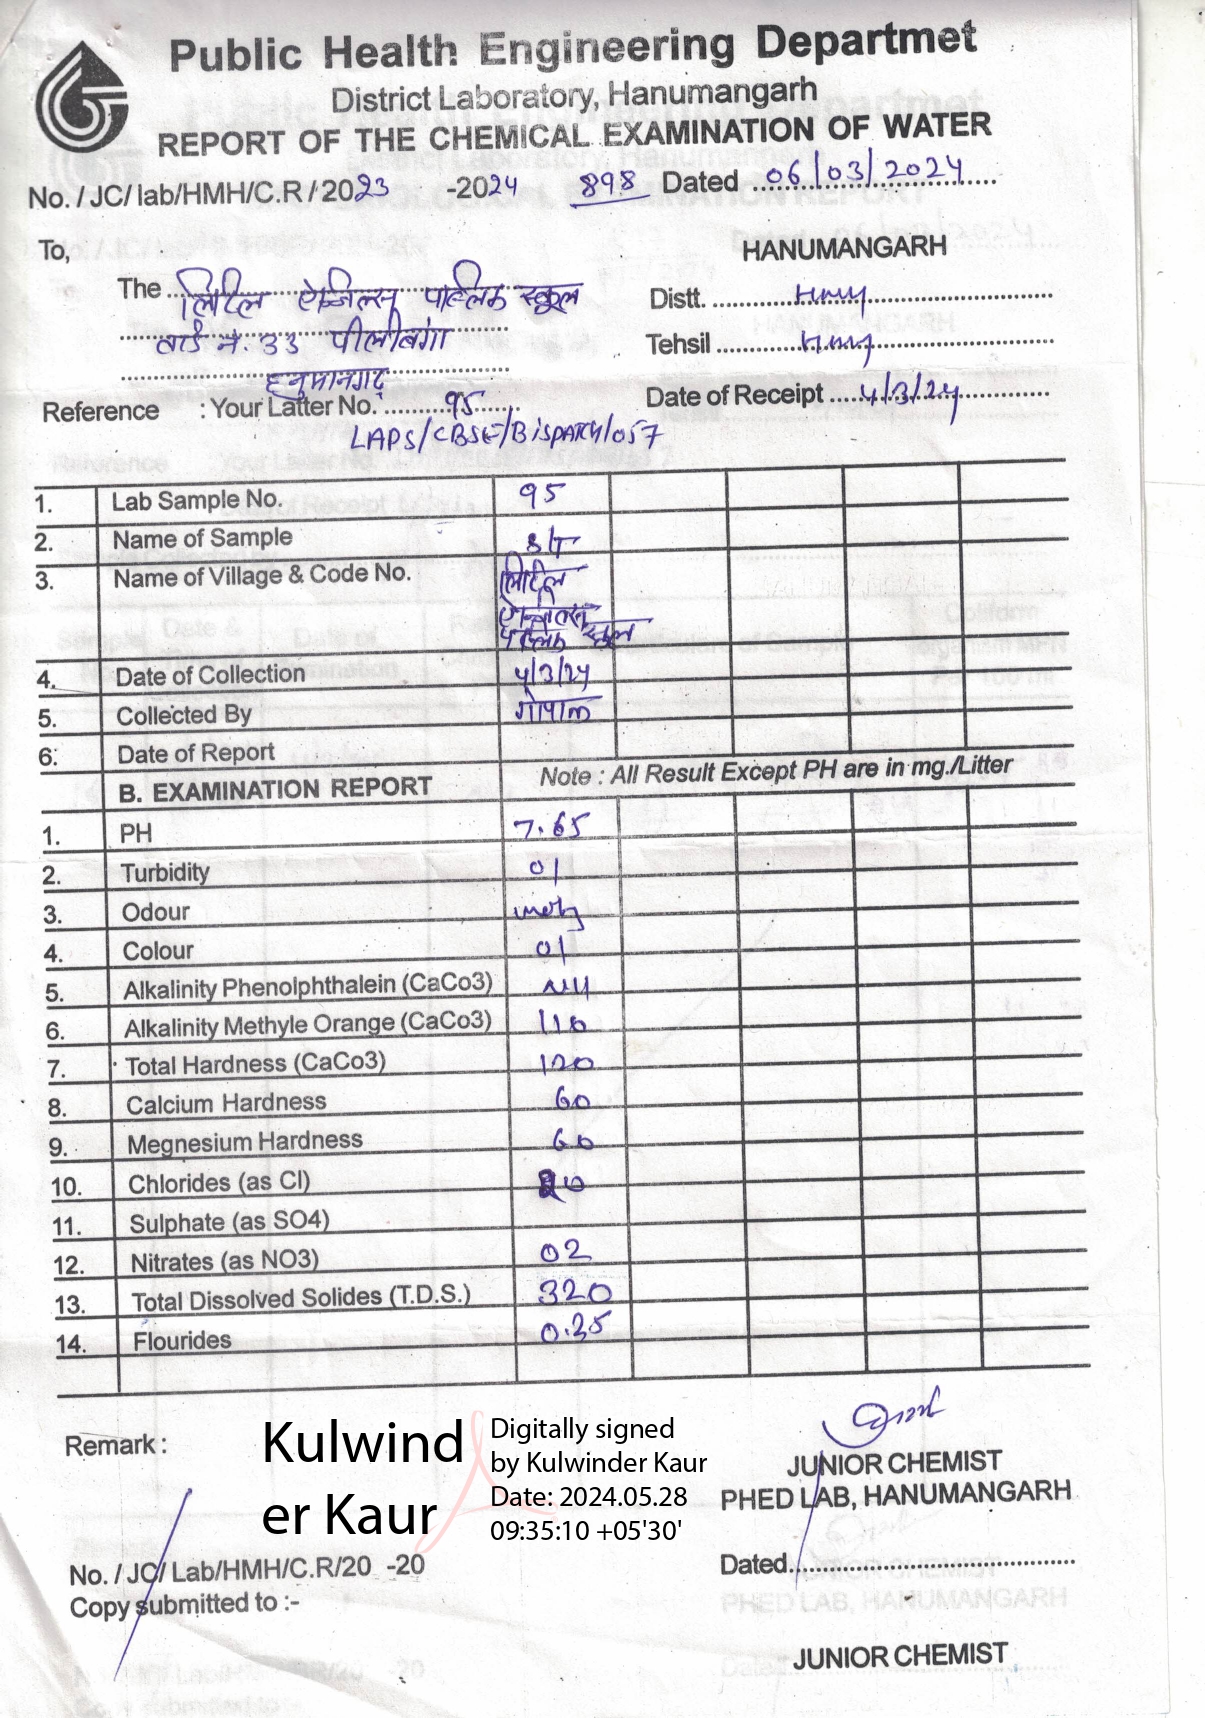 Public Health Engineering Departmet
District Laboratory, Hanumangarh
REPORT OF THE CHEMICAL EXAMINATION OF WATER
No. / JC/ lab/HMH/C.R / 2023 -2024 898 Dated 06/03/2024
To,
HANUMANGARH
The लिटिल ऐन्जिल्स पब्लिक स्कूल
वार्ड नं. 33 पीलीबंगा
हनुमानगढ़
Distt. Hmg
Tehsil Hmg
Date of Receipt 4/3/24
Reference : Your Latter No. 95
LAPS/CBSE/BISPATCH/057
1. Lab Sample No. 95
2. Name of Sample S/T
3. Name of Village & Code No. लिटिल
ऐन्जिल्स
पब्लिक स्कूल
4. Date of Collection 4/3/24
5. Collected By गोपाल
6: Date of Report
B. EXAMINATION REPORT Note : All Result Except PH are in mg./Litter
1. PH 7.65
2. Turbidity 01
3. Odour
4. Colour 01
5. Alkalinity Phenolphthalein (CaCo3) Nil
6. Alkalinity Methyle Orange (CaCo3) 110
7. Total Hardness (CaCo3) 120
8. Calcium Hardness 60
9. Megnesium Hardness 60
10. Chlorides (as Cl)
11. Sulphate (as SO4)
12. Nitrates (as NO3) 02
13. Total Dissolved Solides (T.D.S.) 320
14. Flourides 0.35
Remark :
Kulwind
er Kaur
Digitally signed
by Kulwinder Kaur
Date: 2024.05.28
09:35:10 +05'30'
JUNIOR CHEMIST
PHED LAB, HANUMANGARH
No. / JC/ Lab/HMH/C.R/20 -20
Dated
Copy submitted to :-
JUNIOR CHEMIST